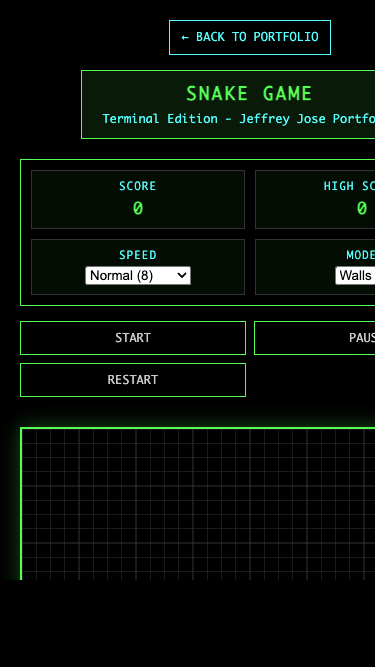 ← BACK TO PORTFOLIO
SNAKE GAME
Terminal Edition - Jeffrey Jose Portfo
SCORE
0
HIGH SC
0
SPEED
Normal (8)
MODE
Walls
START
PAUS
RESTART